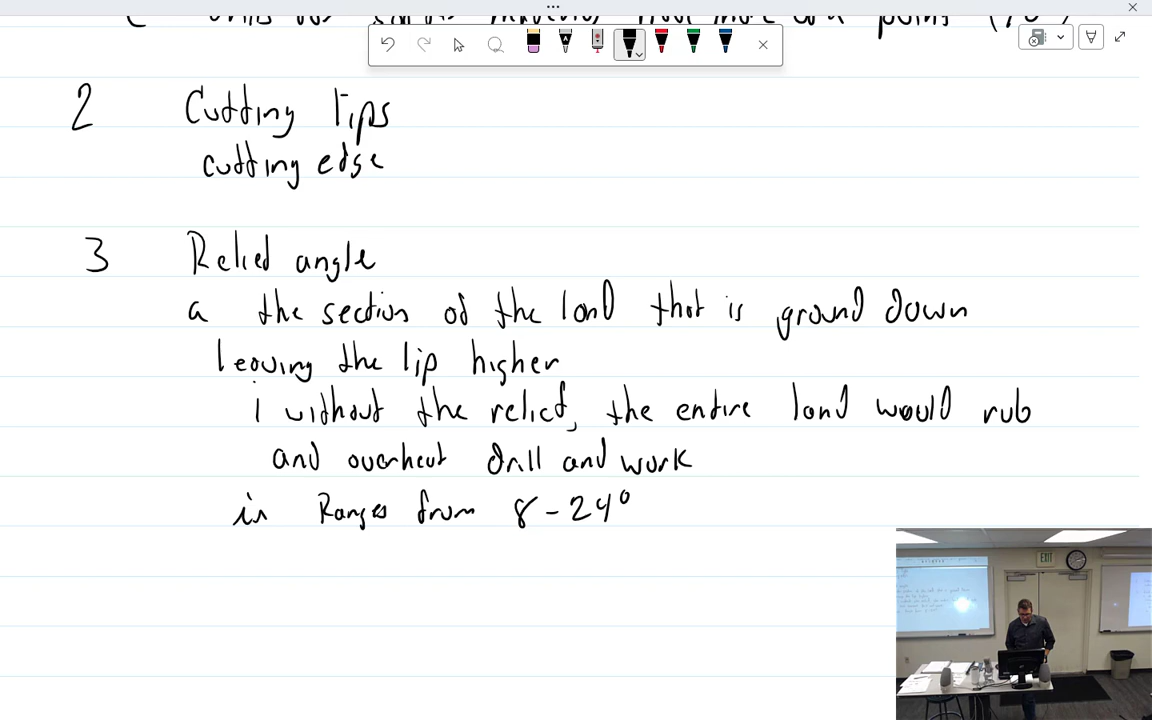 point
2 Cutting lips
cutting edge
3 Relief angle
a the section of the land that is ground down
leaving the lip higher
i without the relief, the entire land would rub
and overheat drill and work
ii Ranges from 8-24°
EXIT